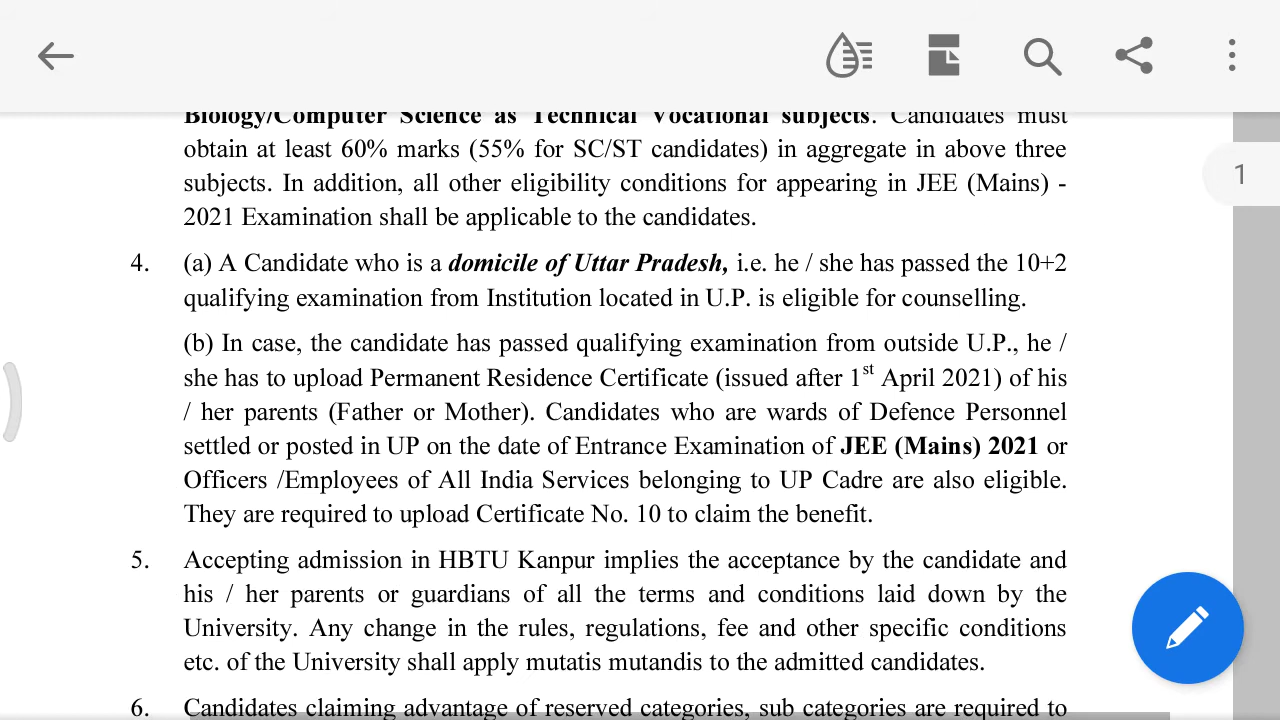 Biology/Computer Science as Technical Vocational subjects. Candidates must
1
obtain at least 60% marks (55% for SC/ST candidates) in aggregate in above three
subjects. In addition, all other eligibility conditions for appearing in JEE (Mains) -
2021 Examination shall be applicable to the candidates.
4. (a) A Candidate who is a domicile of Uttar Pradesh, i.e. he / she has passed the 10+2
qualifying examination from Institution located in U.P. is eligible for counselling.
(b) In case, the candidate has passed qualifying examination from outside U.P., he /
she has to upload Permanent Residence Certificate (issued after 1st April 2021) of his
/ her parents (Father or Mother). Candidates who are wards of Defence Personnel
settled or posted in UP on the date of Entrance Examination of JEE (Mains) 2021 or
Officers /Employees of All India Services belonging to UP Cadre are also eligible.
They are required to upload Certificate No. 10 to claim the benefit.
5. Accepting admission in HBTU Kanpur implies the acceptance by the candidate and
his / her parents or guardians of all the terms and conditions laid down by the
University. Any change in the rules, regulations, fee and other specific conditions
etc. of the University shall apply mutatis mutandis to the admitted candidates.
6. Candidates claiming advantage of reserved categories, sub categories are required to